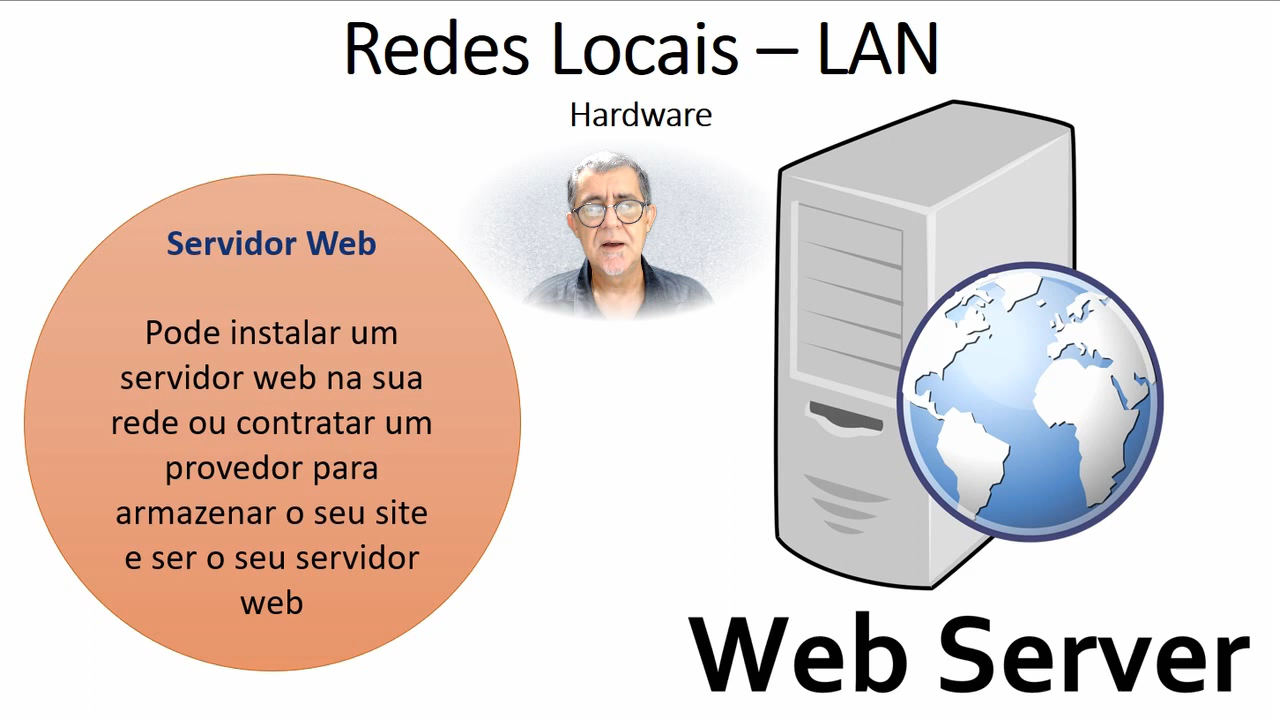 Redes Locais – LAN
Hardware
Servidor Web
Pode instalar um
servidor web na sua
rede ou contratar um
provedor para
armazenar o seu site
e ser o seu servidor
web
Web Server